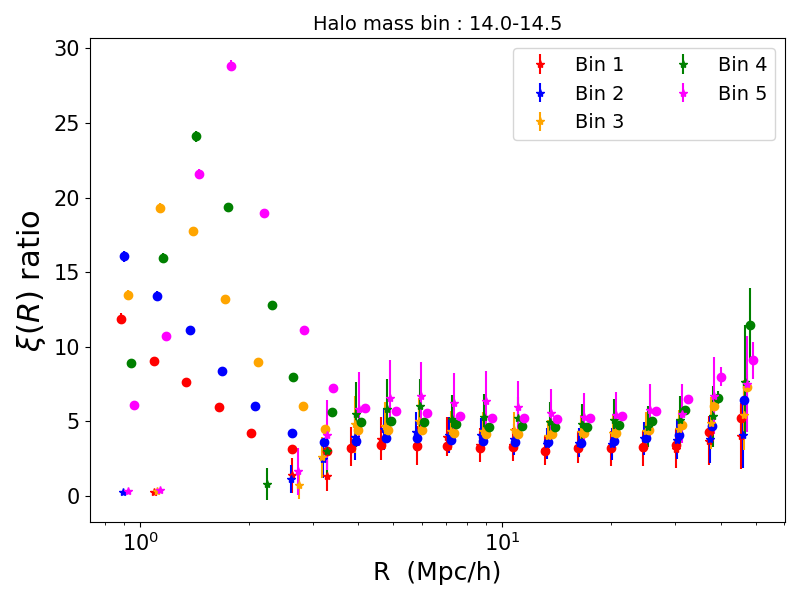 Halo mass bin : 14.0-14.5
30
25
20
15
10
5
0
ξ(R) ratio
Bin 1
Bin 2
Bin 3
Bin 4
Bin 5
10⁰
10¹
R (Mpc/h)